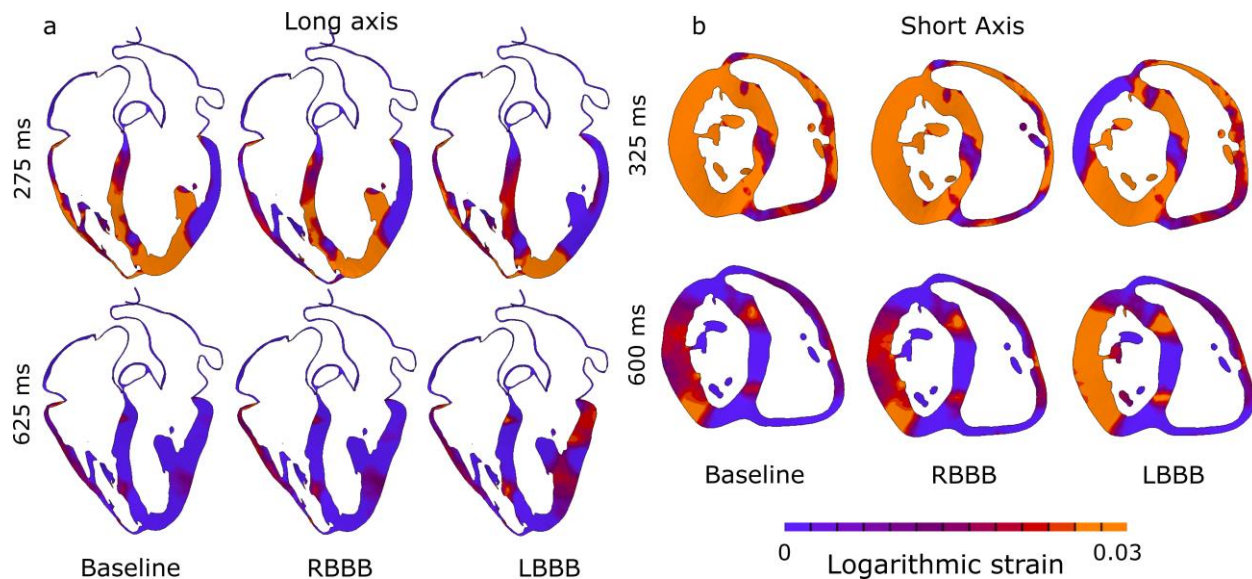 a
Long axis
275 ms
625 ms
Baseline
RBBB
LBBB
b
Short Axis
325 ms
600 ms
Baseline
RBBB
LBBB
0
0.03
Logarithmic strain